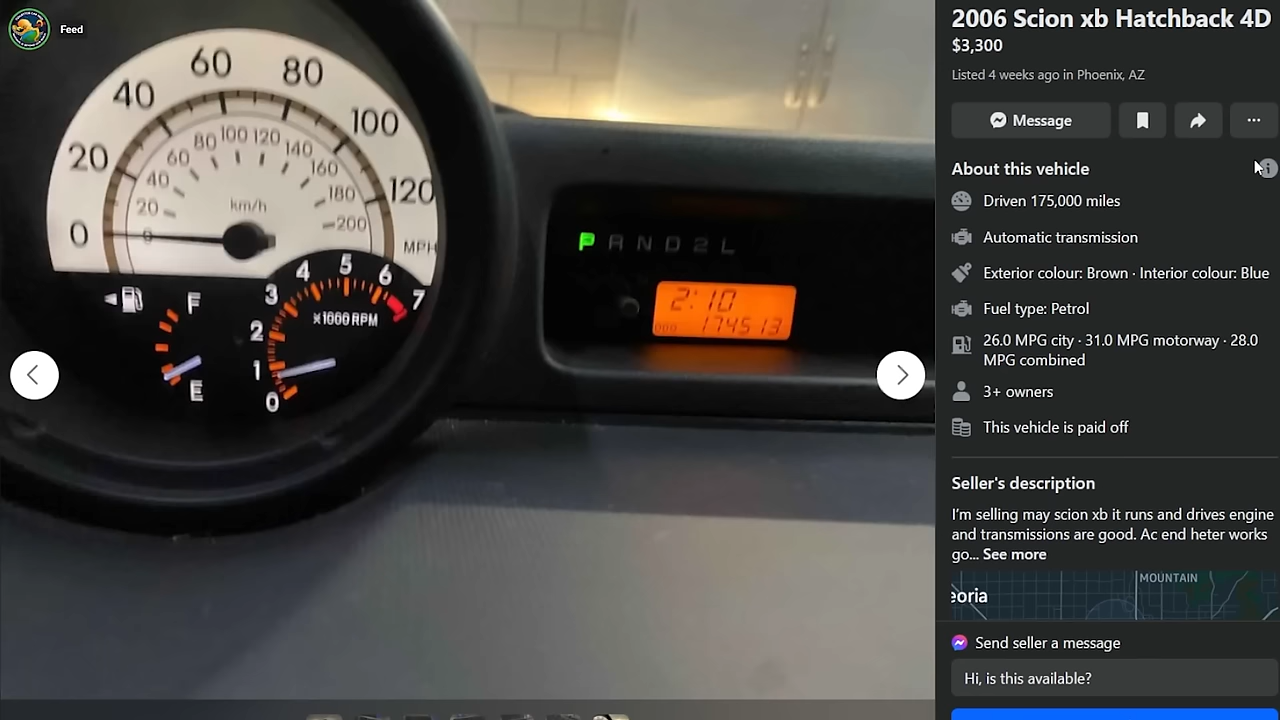 Feed
0 20 40 60 80 100 120
MPH
20 40 60 80 100 120 140 160 180 200
km/h
F
E
0 1 2 3 4 5 6 7
x1000 RPM
P R N D 2 L
2:10
ODO 174513
2006 Scion xb Hatchback 4D
$3,300
Listed 4 weeks ago in Phoenix, AZ
Message
About this vehicle
Driven 175,000 miles
Automatic transmission
Exterior colour: Brown · Interior colour: Blue
Fuel type: Petrol
26.0 MPG city · 31.0 MPG motorway · 28.0
MPG combined
3+ owners
This vehicle is paid off
Seller's description
I'm selling may scion xb it runs and drives engine
and transmissions are good. Ac end heter works
go... See more
MOUNTAIN
eoria
Send seller a message
Hi, is this available?